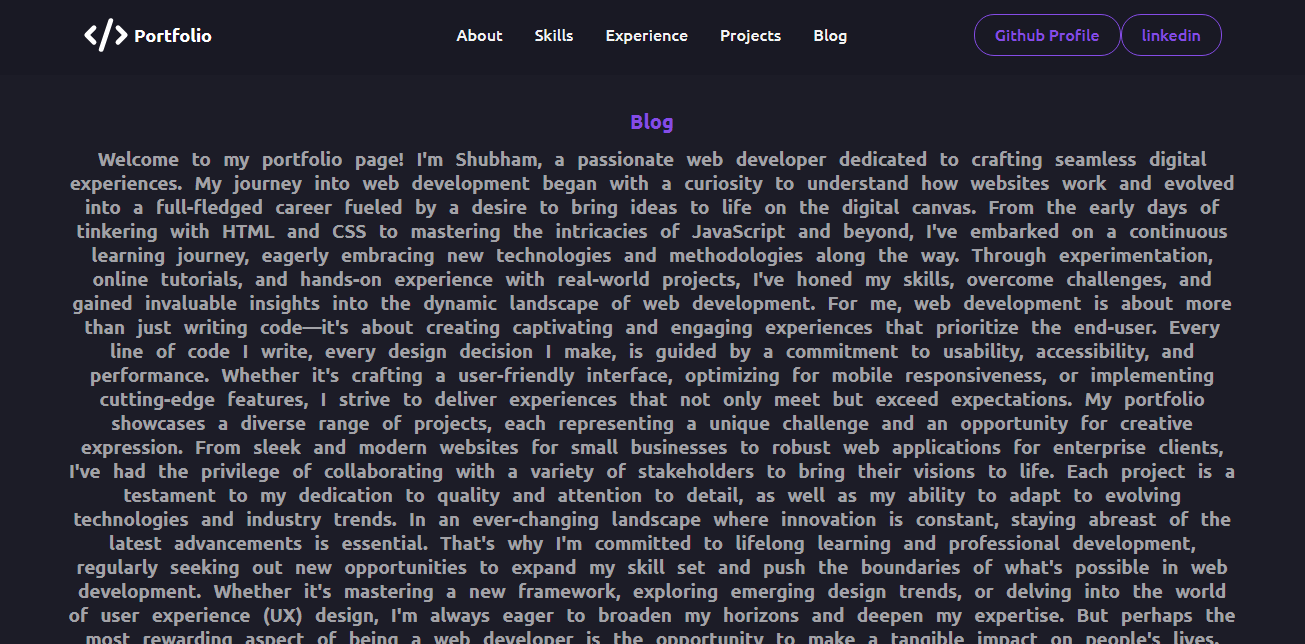 </> Portfolio About Skills Experience Projects Blog Github Profile linkedin
Blog
Welcome to my portfolio page! I'm Shubham, a passionate web developer dedicated to crafting seamless digital
experiences. My journey into web development began with a curiosity to understand how websites work and evolved
into a full-fledged career fueled by a desire to bring ideas to life on the digital canvas. From the early days of
tinkering with HTML and CSS to mastering the intricacies of JavaScript and beyond, I've embarked on a continuous
learning journey, eagerly embracing new technologies and methodologies along the way. Through experimentation,
online tutorials, and hands-on experience with real-world projects, I've honed my skills, overcome challenges, and
gained invaluable insights into the dynamic landscape of web development. For me, web development is about more
than just writing code—it's about creating captivating and engaging experiences that prioritize the end-user. Every
line of code I write, every design decision I make, is guided by a commitment to usability, accessibility, and
performance. Whether it's crafting a user-friendly interface, optimizing for mobile responsiveness, or implementing
cutting-edge features, I strive to deliver experiences that not only meet but exceed expectations. My portfolio
showcases a diverse range of projects, each representing a unique challenge and an opportunity for creative
expression. From sleek and modern websites for small businesses to robust web applications for enterprise clients,
I've had the privilege of collaborating with a variety of stakeholders to bring their visions to life. Each project is a
testament to my dedication to quality and attention to detail, as well as my ability to adapt to evolving
technologies and industry trends. In an ever-changing landscape where innovation is constant, staying abreast of the
latest advancements is essential. That's why I'm committed to lifelong learning and professional development,
regularly seeking out new opportunities to expand my skill set and push the boundaries of what's possible in web
development. Whether it's mastering a new framework, exploring emerging design trends, or delving into the world
of user experience (UX) design, I'm always eager to broaden my horizons and deepen my expertise. But perhaps the
most rewarding aspect of being a web developer is the opportunity to make a tangible impact on people's lives.